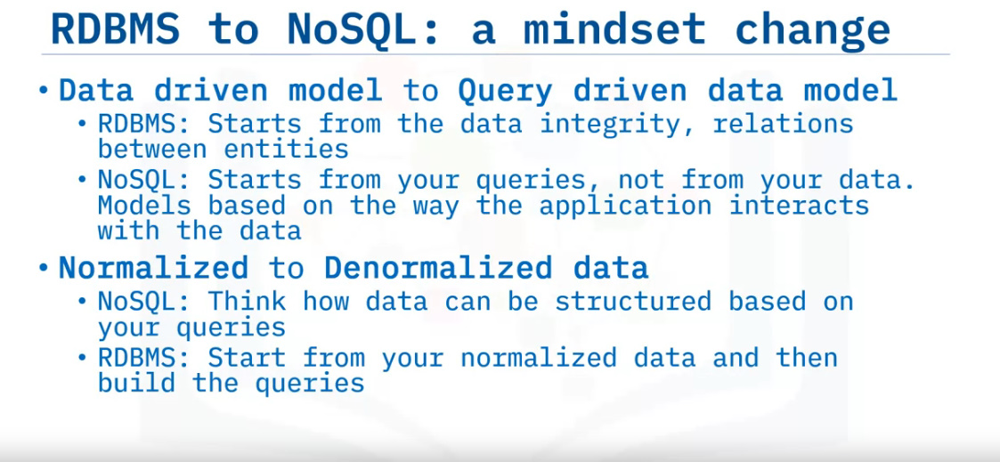 RDBMS to NoSQL: a mindset change
• Data driven model to Query driven data model
• RDBMS: Starts from the data integrity, relations
between entities
• NoSQL: Starts from your queries, not from your data.
Models based on the way the application interacts
with the data
• Normalized to Denormalized data
• NoSQL: Think how data can be structured based on
your queries
• RDBMS: Start from your normalized data and then
build the queries